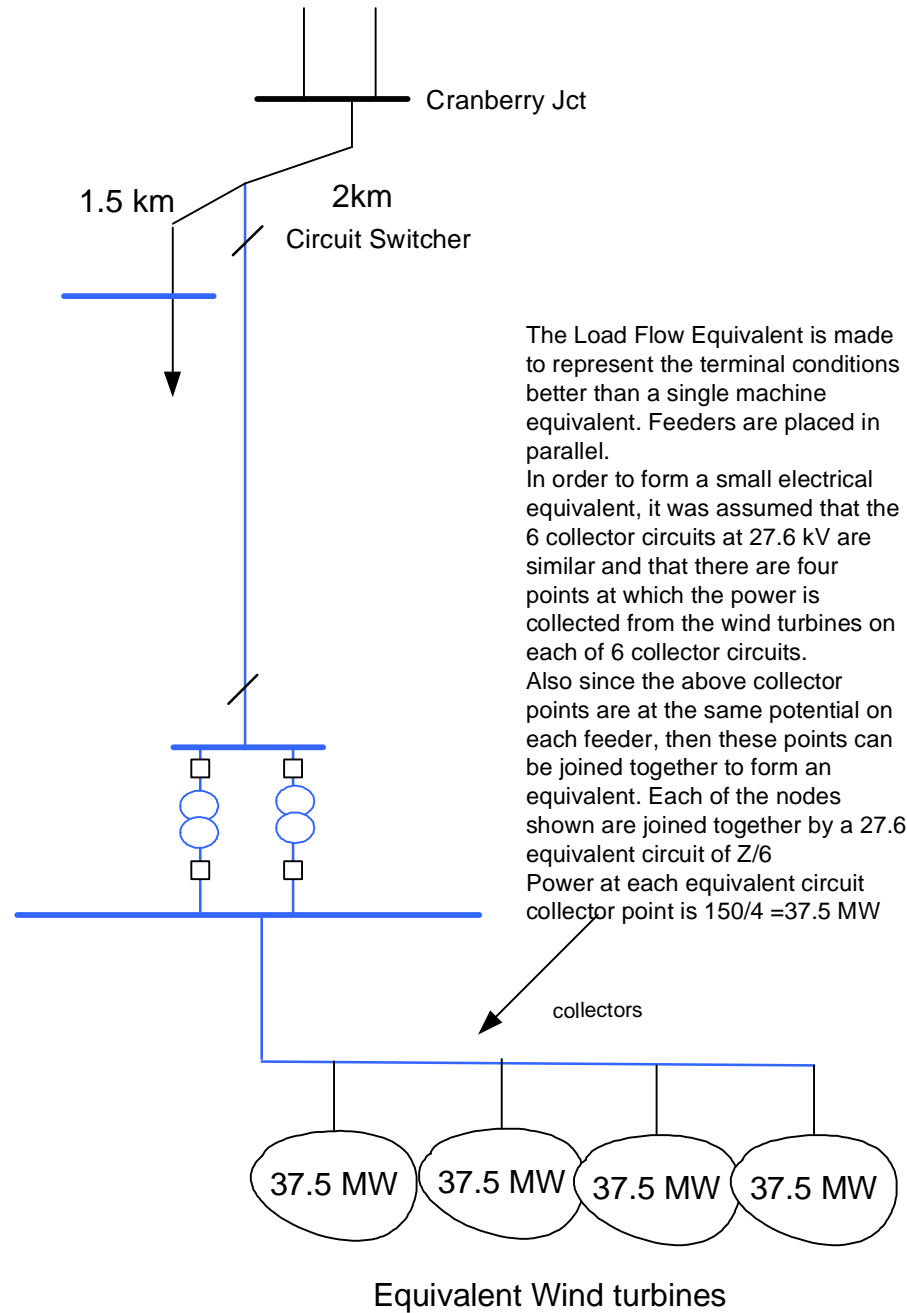 Cranberry Jct
1.5 km
2km
Circuit Switcher
The Load Flow Equivalent is made
to represent the terminal conditions
better than a single machine
equivalent. Feeders are placed in
parallel.
In order to form a small electrical
equivalent, it was assumed that the
6 collector circuits at 27.6 kV are
similar and that there are four
points at which the power is
collected from the wind turbines on
each of 6 collector circuits.
Also since the above collector
points are at the same potential on
each feeder, then these points can
be joined together to form an
equivalent. Each of the nodes
shown are joined together by a 27.6
equivalent circuit of Z/6
Power at each equivalent circuit
collector point is 150/4 =37.5 MW
collectors
37.5 MW
37.5 MW
37.5 MW
37.5 MW
Equivalent Wind turbines